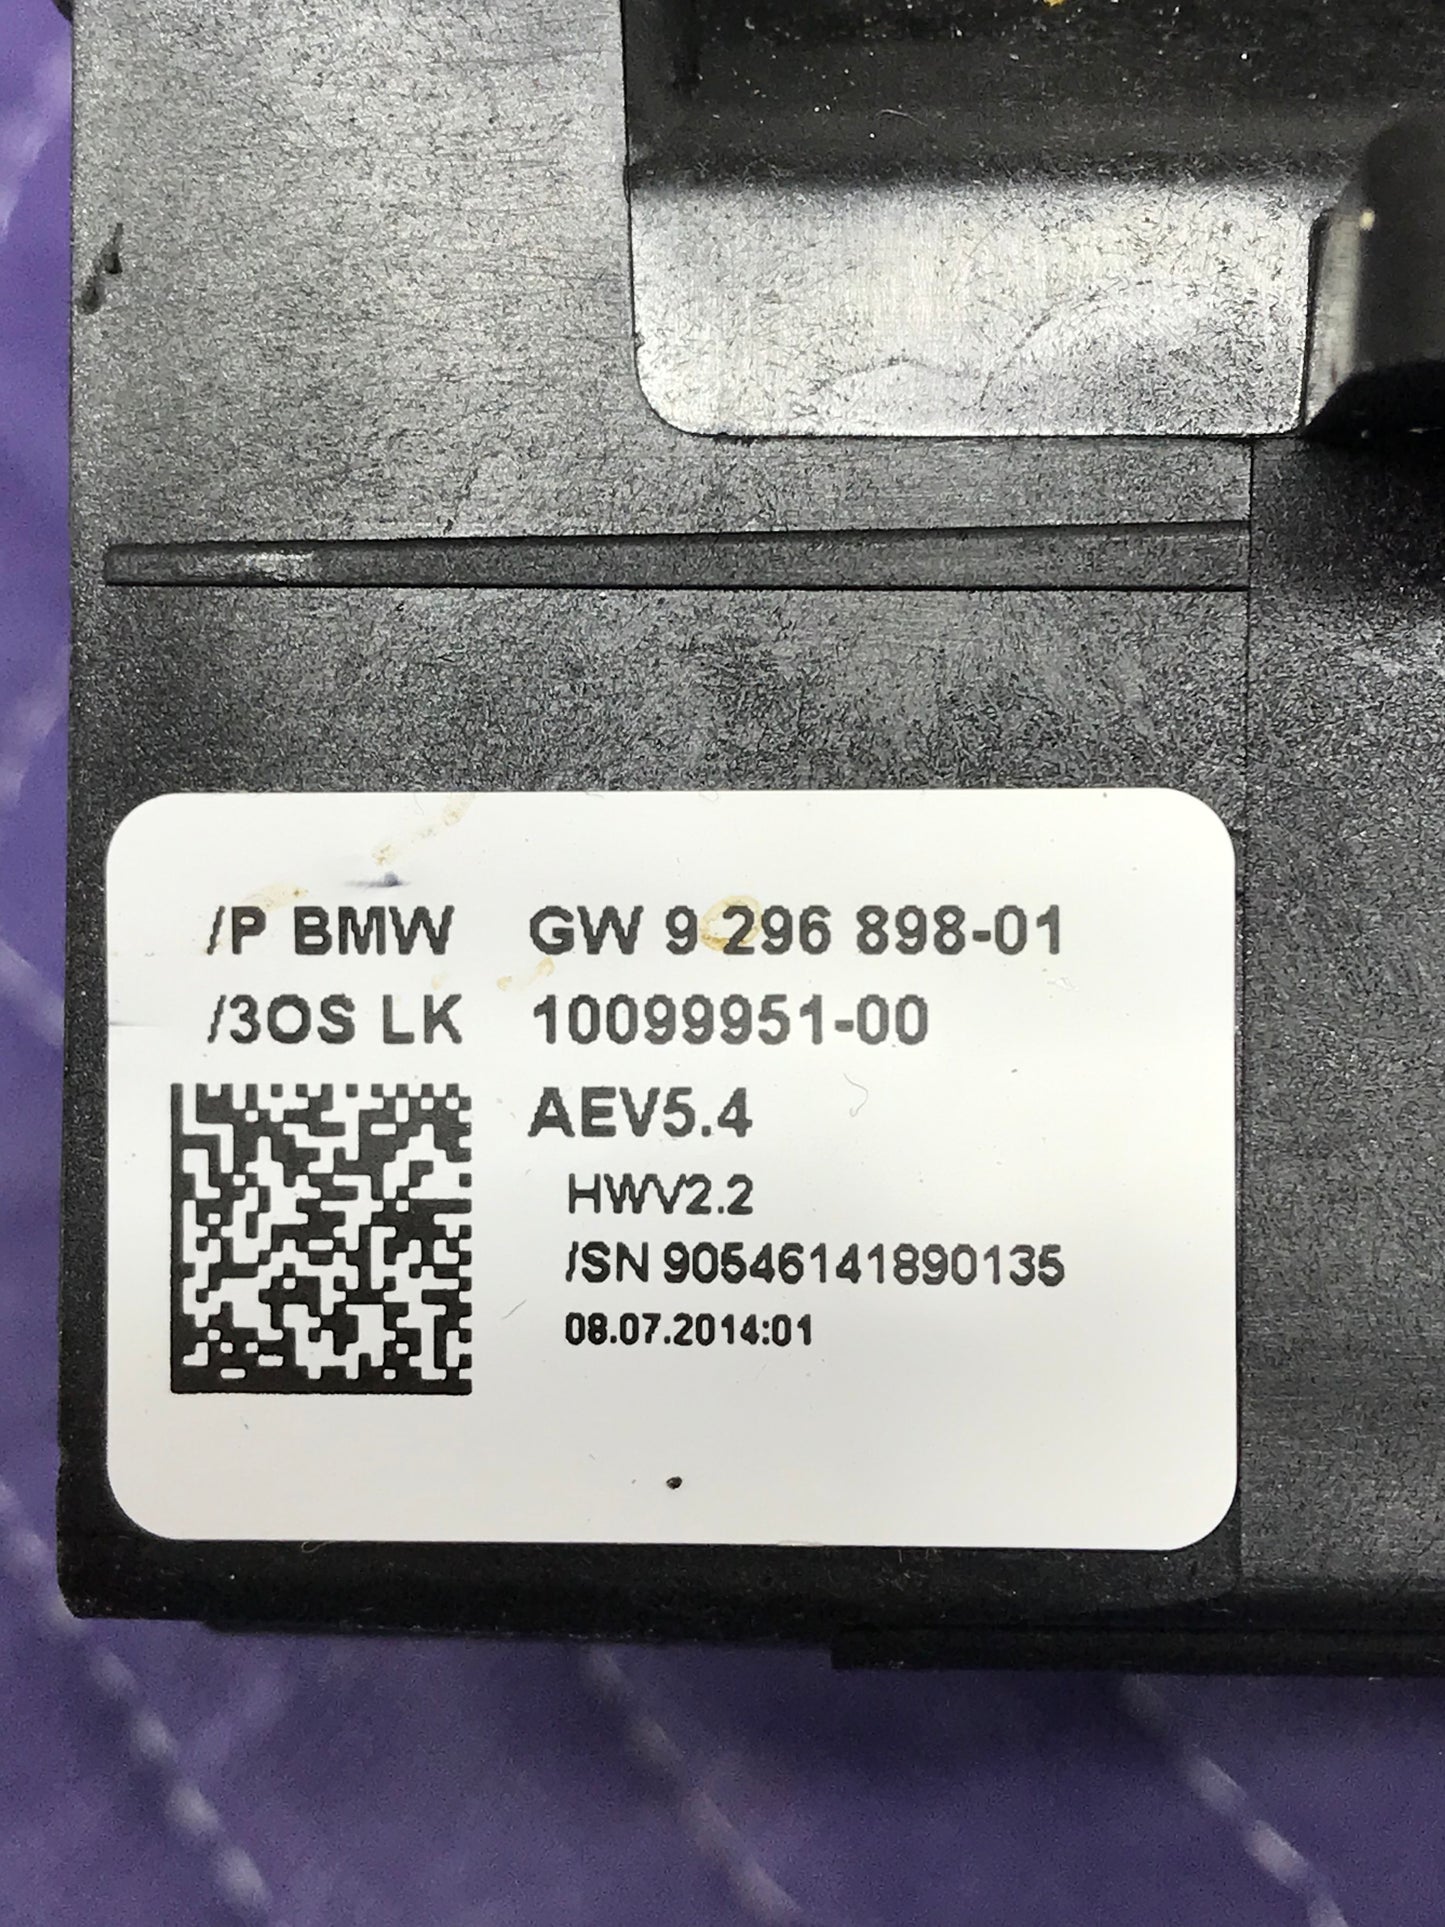 /P BMW GW 9 296 898-01
/3OS LK 10099951-00
AEV5.4
HWV2.2
/SN 90546141890135
08.07.2014:01